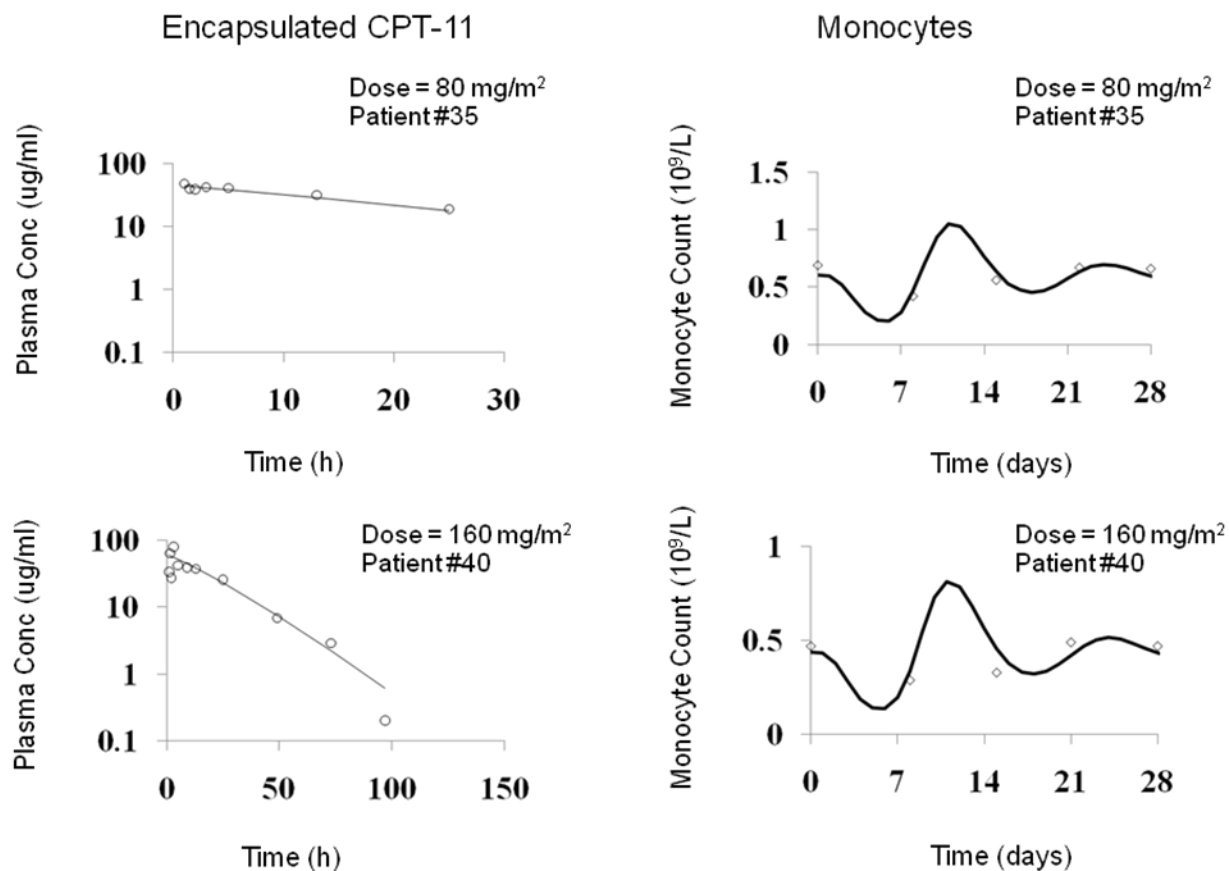 Encapsulated CPT-11
Monocytes
Dose = 80 mg/m²
Patient #35
Plasma Conc (ug/ml)
100
10
1
0.1
0
10
20
30
Time (h)
Dose = 80 mg/m²
Patient #35
Monocyte Count (10⁹/L)
1.5
1
0.5
0
0
7
14
21
28
Time (days)
Dose = 160 mg/m²
Patient #40
Plasma Conc (ug/ml)
100
10
1
0.1
0
50
100
150
Time (h)
Dose = 160 mg/m²
Patient #40
Monocyte Count (10⁹/L)
1
0.5
0
0
7
14
21
28
Time (days)